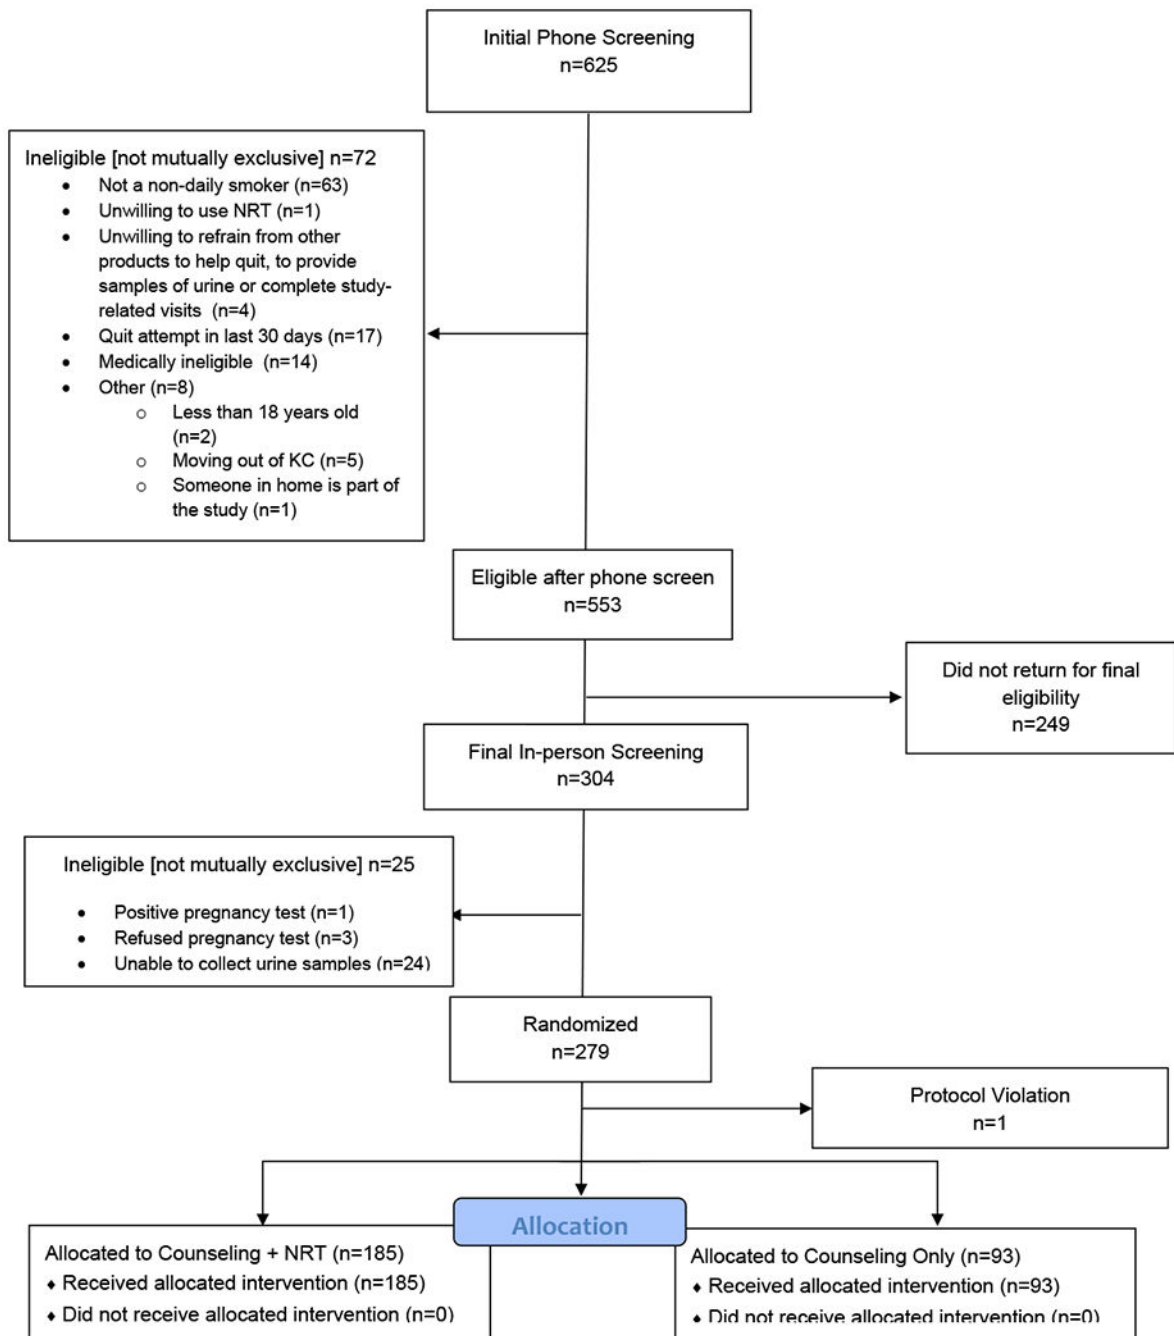 Initial Phone Screening
n=625
Ineligible [not mutually exclusive] n=72
• Not a non-daily smoker (n=63)
• Unwilling to use NRT (n=1)
• Unwilling to refrain from other
products to help quit, to provide
samples of urine or complete study-
related visits (n=4)
• Quit attempt in last 30 days (n=17)
• Medically ineligible (n=14)
• Other (n=8)
o Less than 18 years old
(n=2)
o Moving out of KC (n=5)
o Someone in home is part of
the study (n=1)
Eligible after phone screen
n=553
Did not return for final
eligibility
n=249
Final In-person Screening
n=304
Ineligible [not mutually exclusive] n=25
• Positive pregnancy test (n=1)
• Refused pregnancy test (n=3)
• Unable to collect urine samples (n=24)
Randomized
n=279
Protocol Violation
n=1
Allocation
Allocated to Counseling + NRT (n=185)
♦ Received allocated intervention (n=185)
♦ Did not receive allocated intervention (n=0)
Allocated to Counseling Only (n=93)
♦ Received allocated intervention (n=93)
♦ Did not receive allocated intervention (n=0)